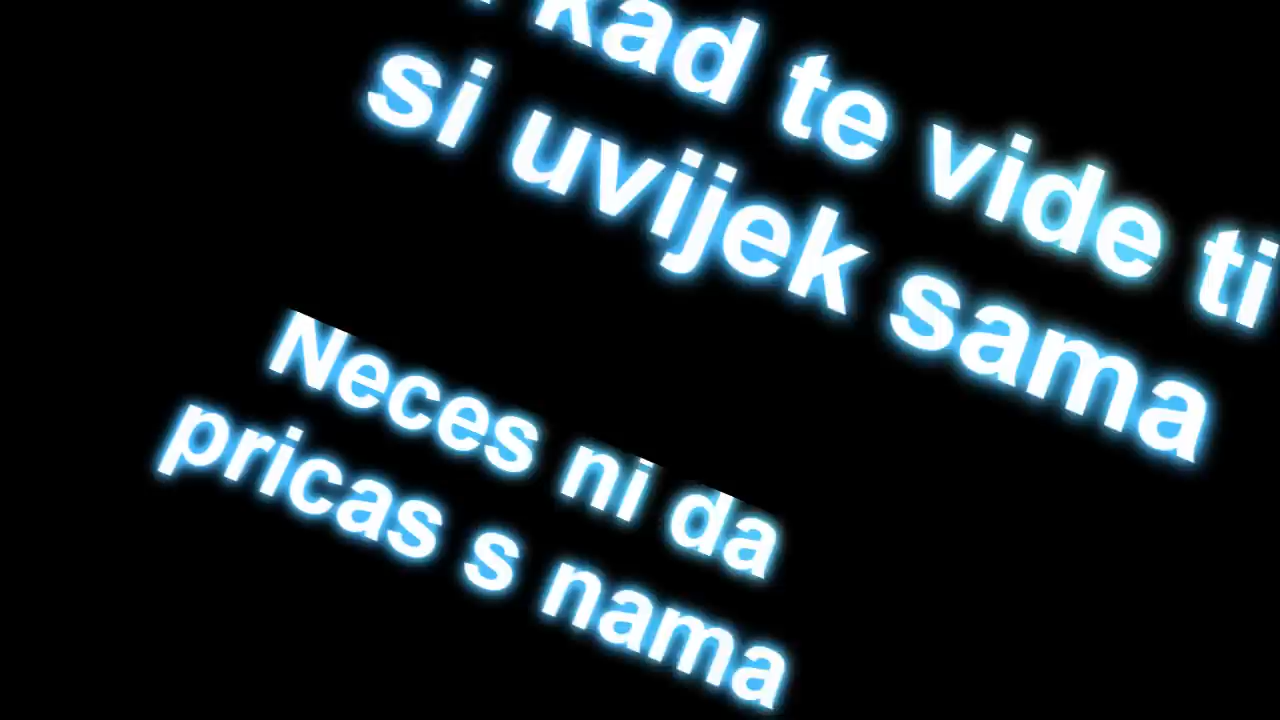 kad te vide ti
si uvijek sama
Neces ni da
pricas s nama